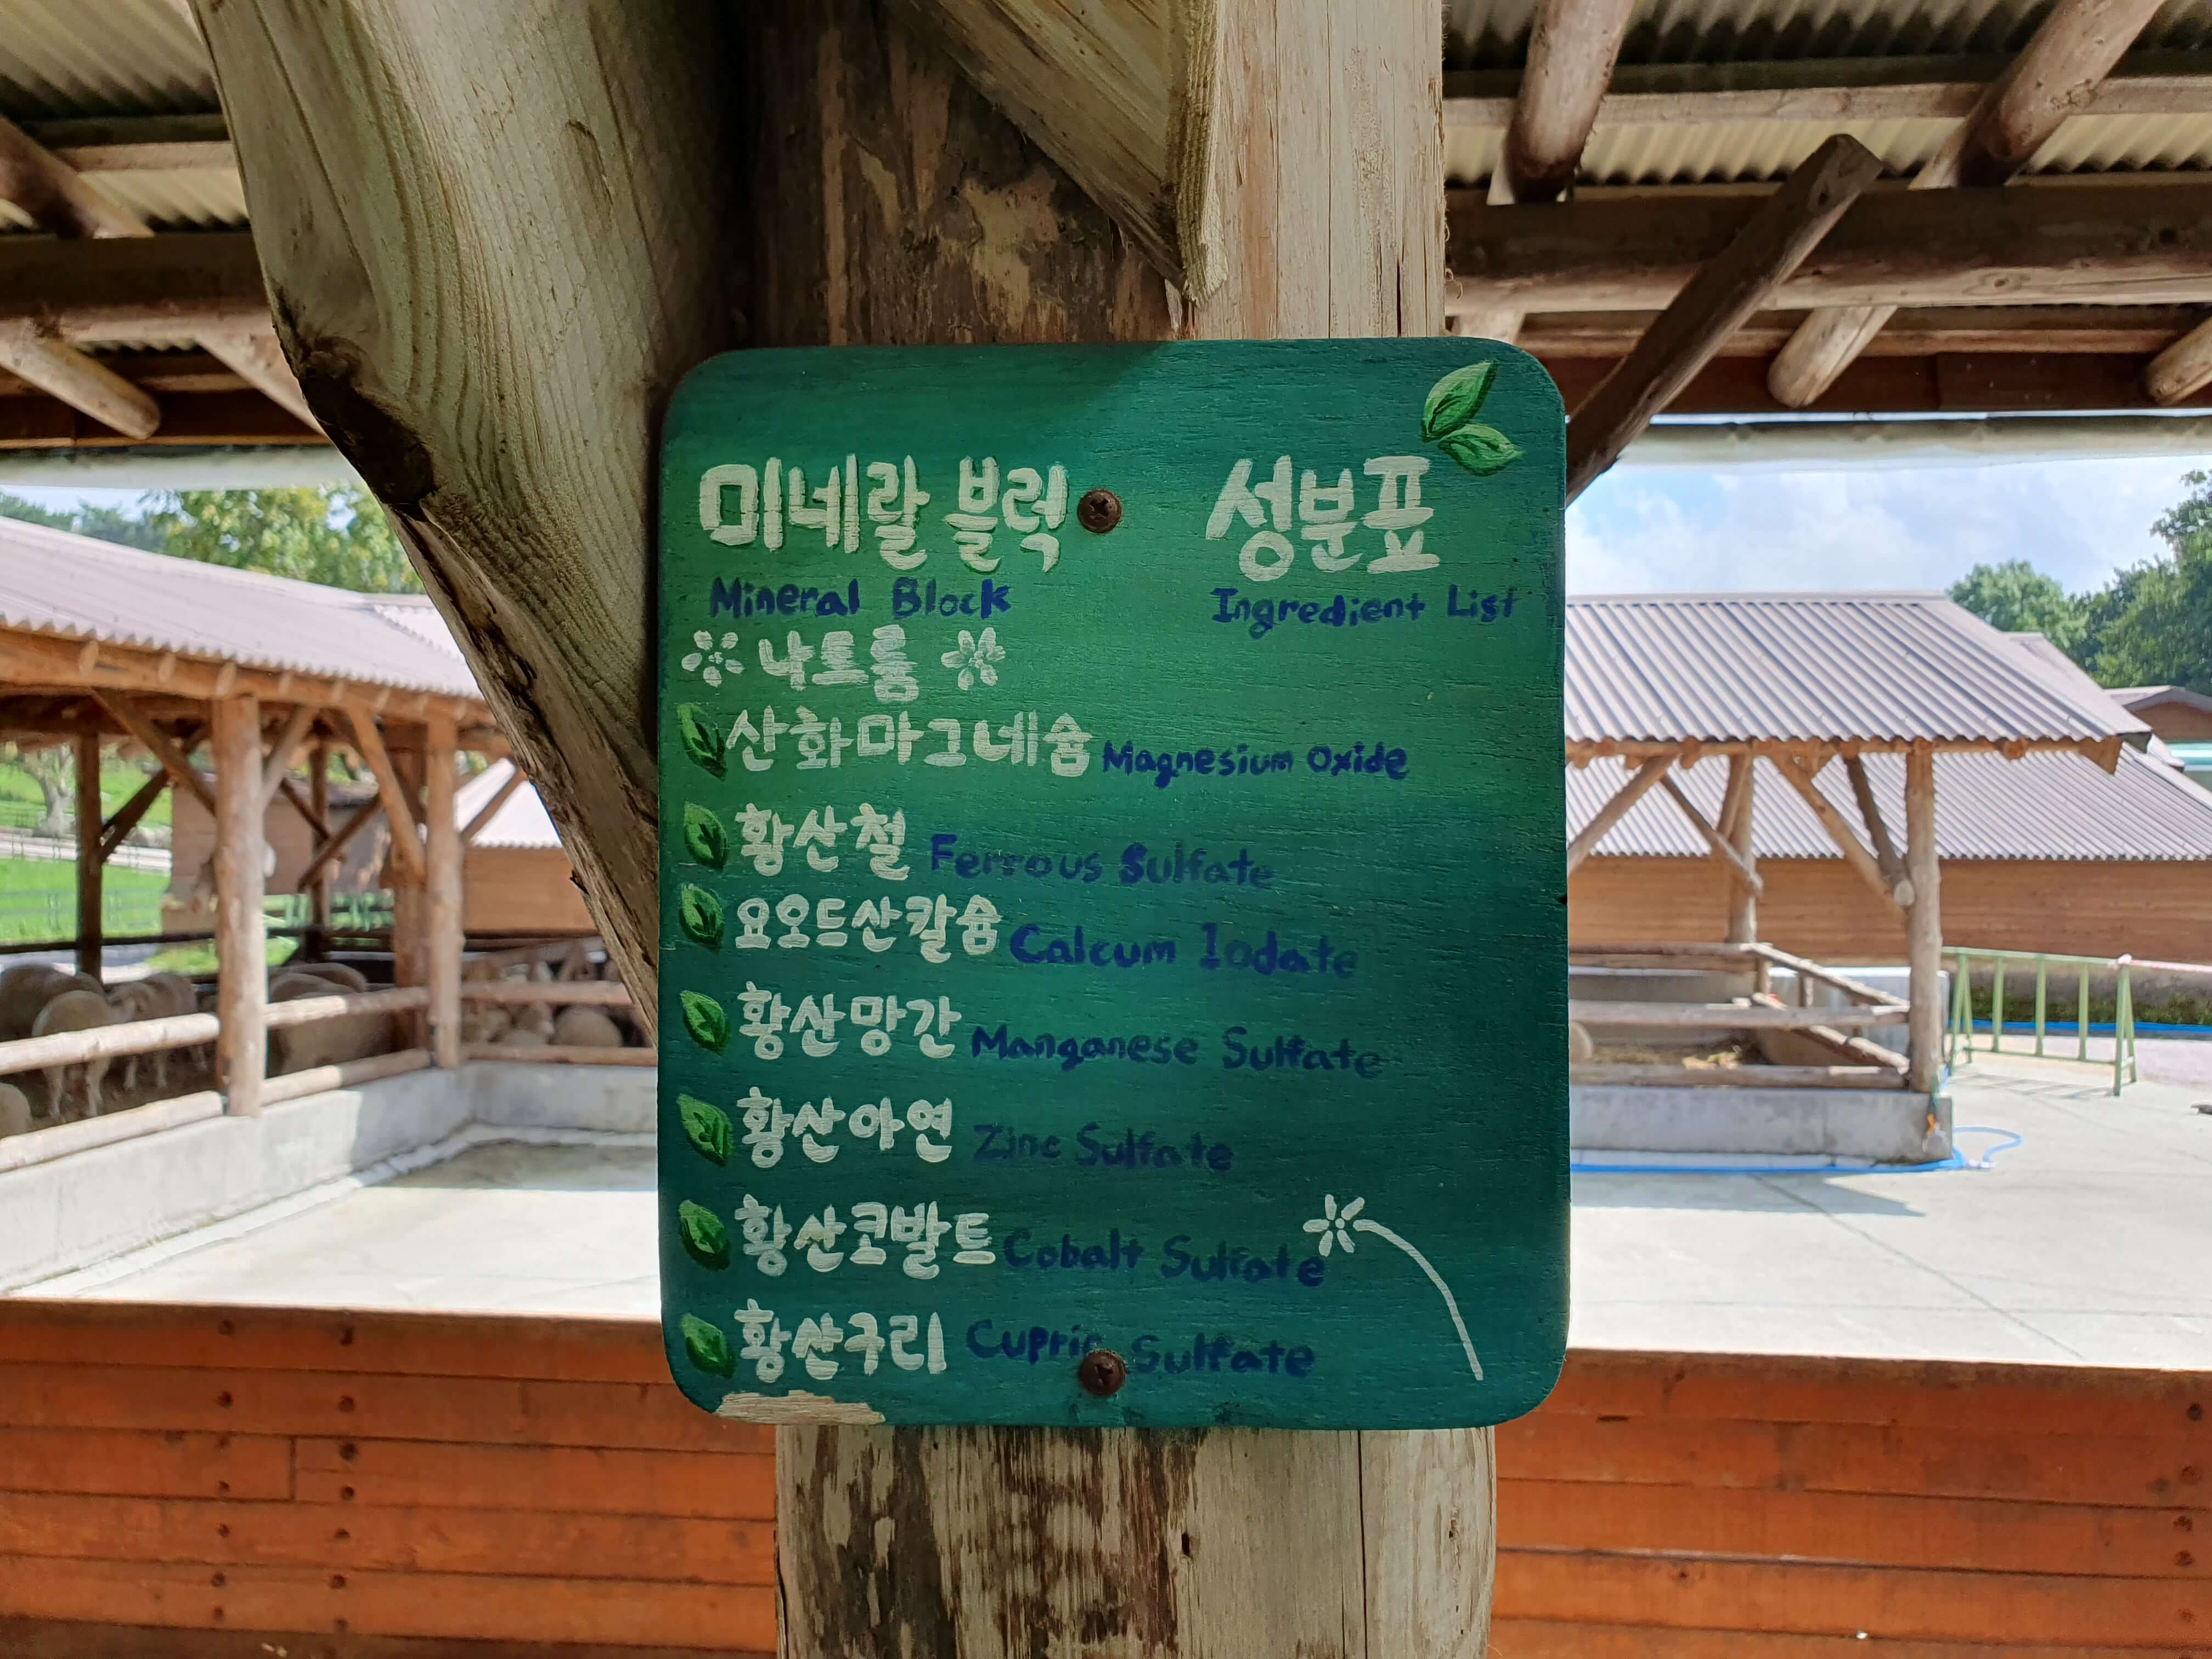 미네랄 블럭 성분표
Mineral Block Ingredient List
나트륨
산화마그네슘 Magnesium Oxide
황산철 Ferrous Sulfate
요오드산칼슘 Calcum Iodate
황산망간 Manganese Sulfate
황산아연 Zinc Sulfate
황산코발트 Cobalt Sulfate
황산구리 Cupric Sulfate